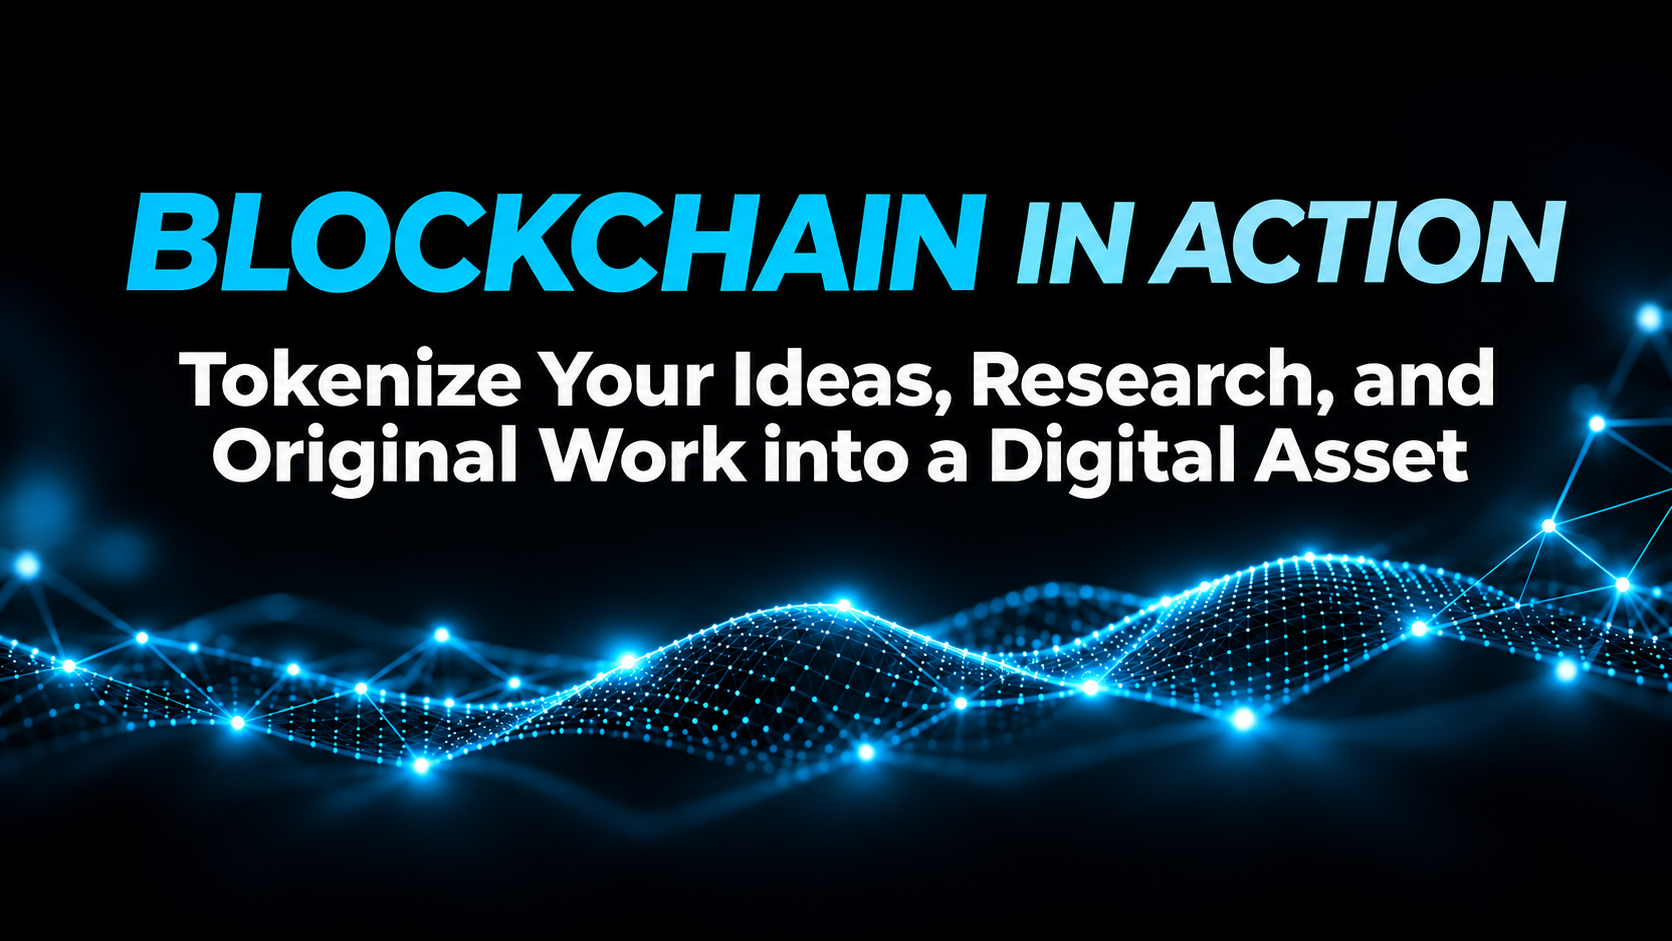 BLOCKCHAIN IN ACTION
Tokenize Your Ideas, Research, and
Original Work into a Digital Asset